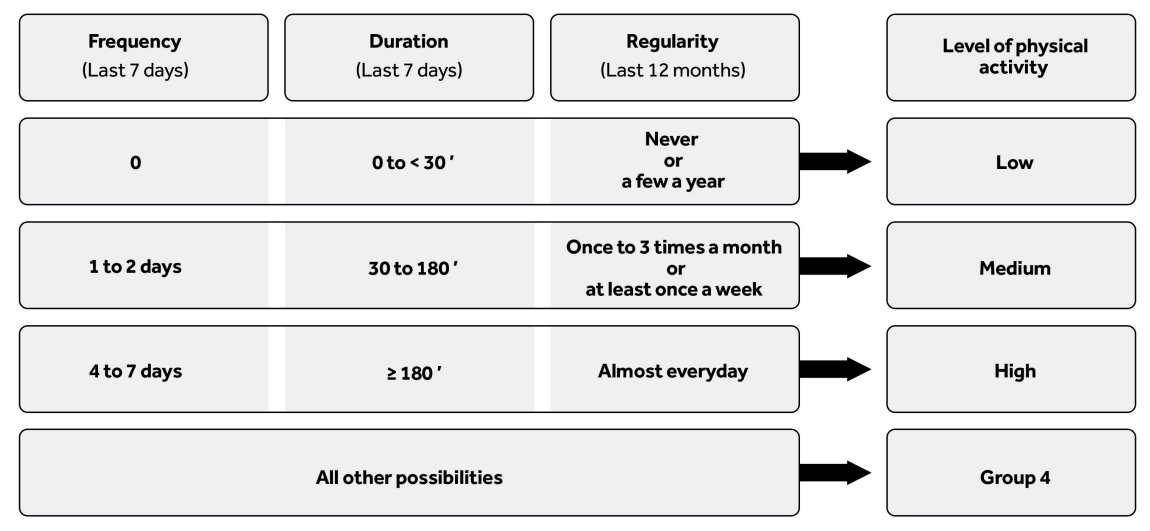 Frequency
(Last 7 days)
Duration
(Last 7 days)
Regularity
(Last 12 months)
Level of physical
activity
0
0 to < 30 ′
Never
or
a few a year
Low
1 to 2 days
30 to 180 ′
Once to 3 times a month
or
at least once a week
Medium
4 to 7 days
≥ 180 ′
Almost everyday
High
All other possibilities
Group 4